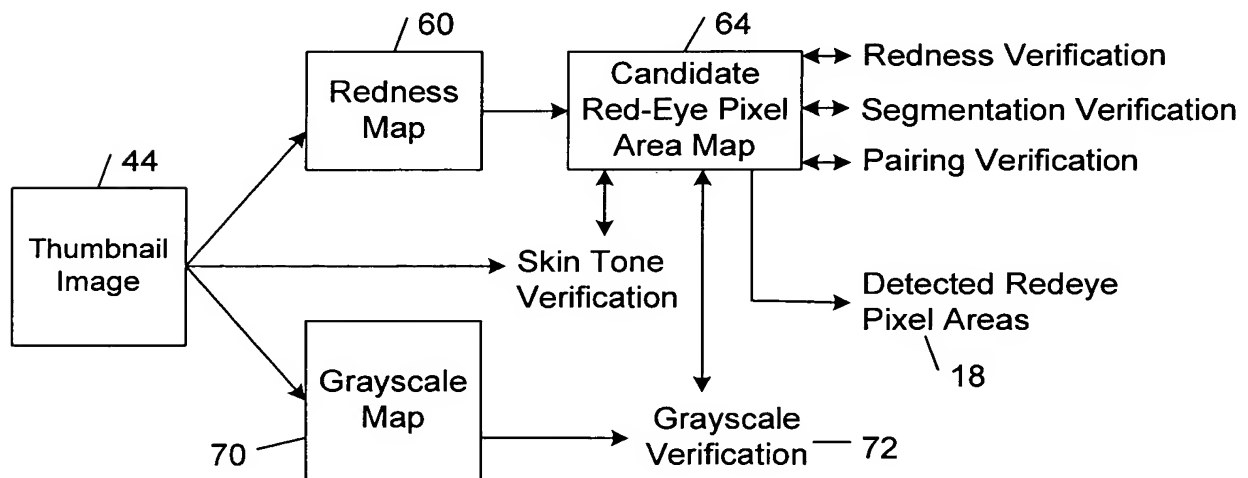 60
64
Redness
Map
Candidate
Red-Eye Pixel
Area Map
Redness Verification
Segmentation Verification
Pairing Verification
44
Thumbnail
Image
Skin Tone
Verification
Detected Redeye
Pixel Areas
18
Grayscale
Map
70
Grayscale
Verification
72